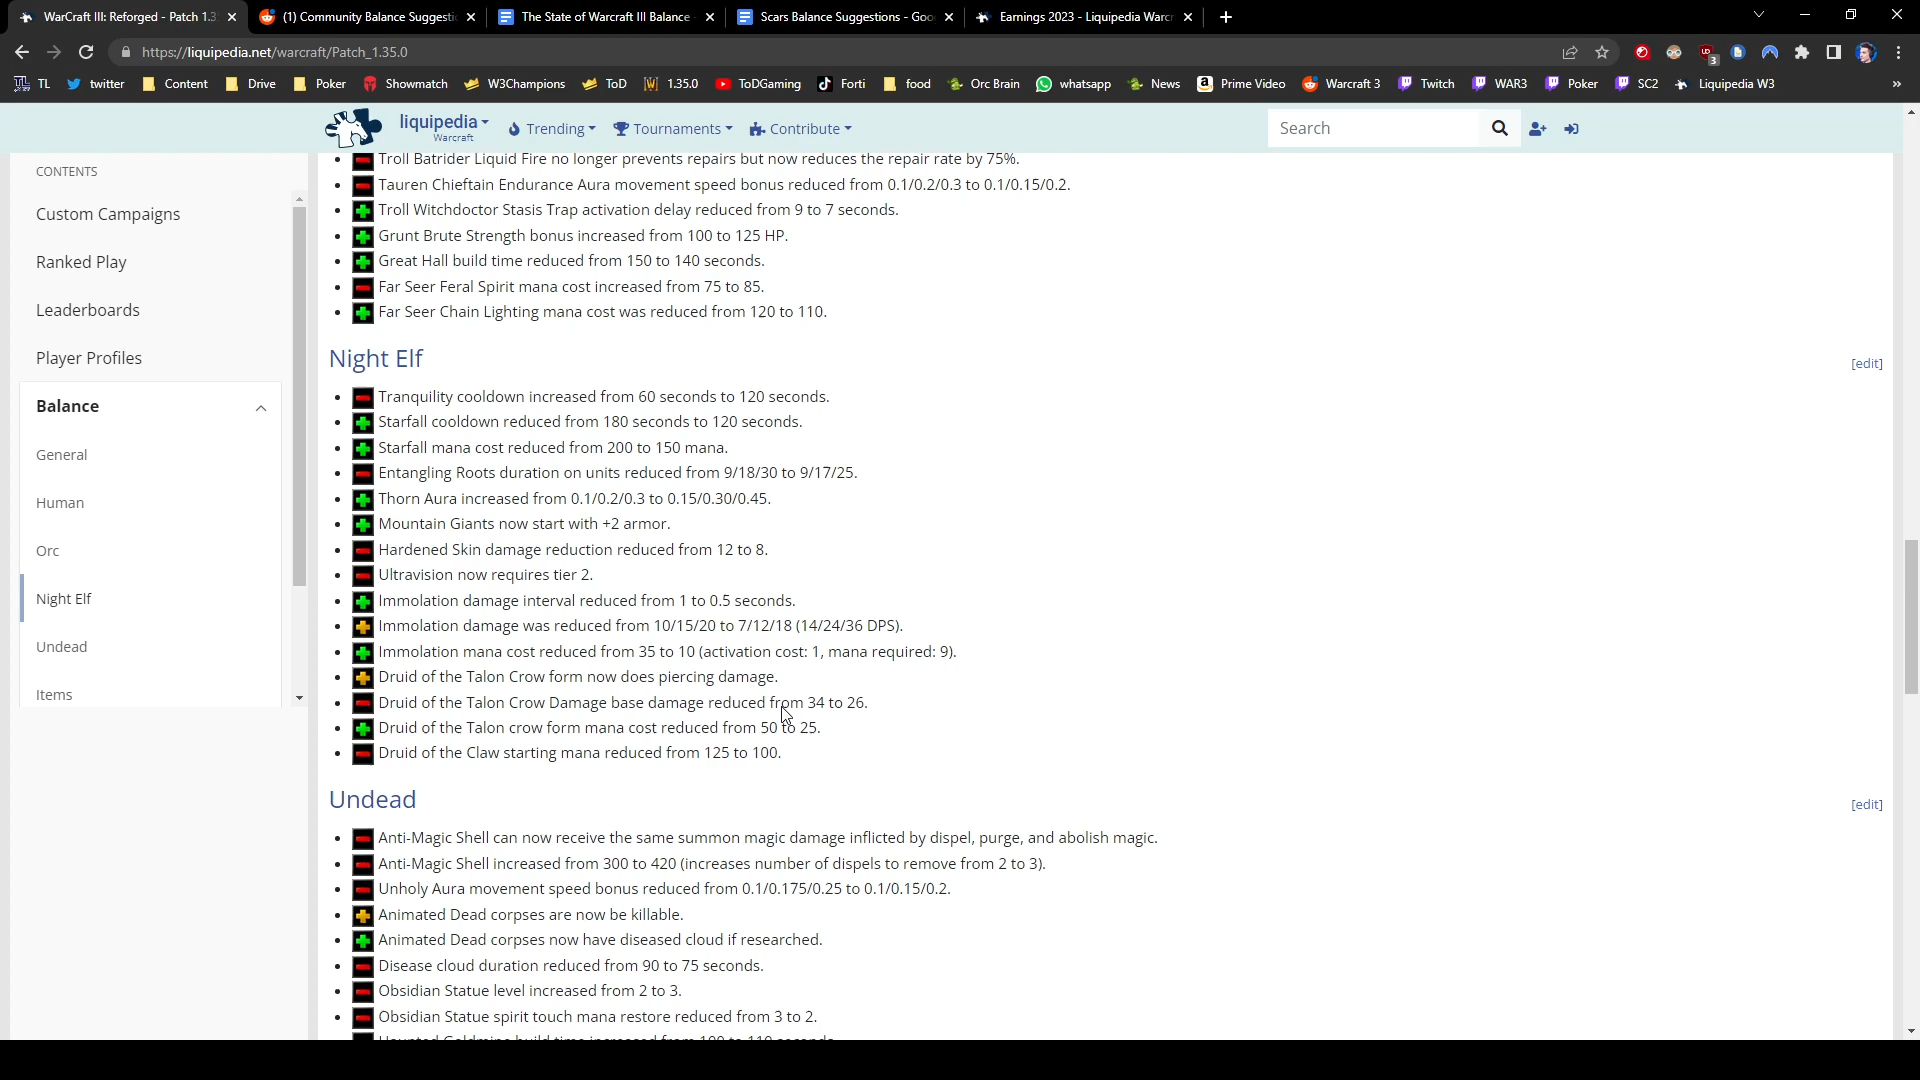 WarCraft III: Reforged - Patch 1.3
(1) Community Balance Suggesti
The State of Warcraft III Balance
Scars Balance Suggestions - Goo
Earnings 2023 - Liquipedia Warc
https://liquipedia.net/warcraft/Patch_1.35.0
3
TL twitter Content Drive Poker Showmatch W3Champions ToD 1.35.0 ToDGaming Forti food Orc Brain whatsapp News Prime Video Warcraft 3 Twitch WAR3 Poker SC2 Liquipedia W3 »
liquipedia Trending Tournaments Contribute Search
Warcraft
CONTENTS
Custom Campaigns
Ranked Play
Leaderboards
Player Profiles
Balance
General
Human
Orc
Night Elf
Undead
Items
Troll Batrider Liquid Fire no longer prevents repairs but now reduces the repair rate by 75%.
Tauren Chieftain Endurance Aura movement speed bonus reduced from 0.1/0.2/0.3 to 0.1/0.15/0.2.
Troll Witchdoctor Stasis Trap activation delay reduced from 9 to 7 seconds.
Grunt Brute Strength bonus increased from 100 to 125 HP.
Great Hall build time reduced from 150 to 140 seconds.
Far Seer Feral Spirit mana cost increased from 75 to 85.
Far Seer Chain Lighting mana cost was reduced from 120 to 110.
Night Elf [edit]
Tranquility cooldown increased from 60 seconds to 120 seconds.
Starfall cooldown reduced from 180 seconds to 120 seconds.
Starfall mana cost reduced from 200 to 150 mana.
Entangling Roots duration on units reduced from 9/18/30 to 9/17/25.
Thorn Aura increased from 0.1/0.2/0.3 to 0.15/0.30/0.45.
Mountain Giants now start with +2 armor.
Hardened Skin damage reduction reduced from 12 to 8.
Ultravision now requires tier 2.
Immolation damage interval reduced from 1 to 0.5 seconds.
Immolation damage was reduced from 10/15/20 to 7/12/18 (14/24/36 DPS).
Immolation mana cost reduced from 35 to 10 (activation cost: 1, mana required: 9).
Druid of the Talon Crow form now does piercing damage.
Druid of the Talon Crow Damage base damage reduced from 34 to 26.
Druid of the Talon crow form mana cost reduced from 50 to 25.
Druid of the Claw starting mana reduced from 125 to 100.
Undead [edit]
Anti-Magic Shell can now receive the same summon magic damage inflicted by dispel, purge, and abolish magic.
Anti-Magic Shell increased from 300 to 420 (increases number of dispels to remove from 2 to 3).
Unholy Aura movement speed bonus reduced from 0.1/0.175/0.25 to 0.1/0.15/0.2.
Animated Dead corpses are now be killable.
Animated Dead corpses now have diseased cloud if researched.
Disease cloud duration reduced from 90 to 75 seconds.
Obsidian Statue level increased from 2 to 3.
Obsidian Statue spirit touch mana restore reduced from 3 to 2.